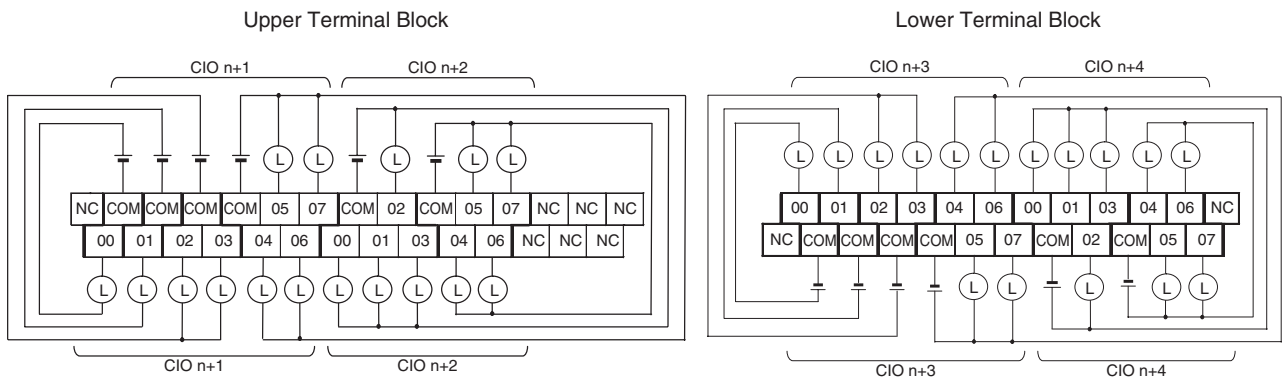 Upper Terminal Block
Lower Terminal Block
CIO n+1 CIO n+2
L L L L L
NC COM COM COM COM 05 07 COM 02 COM 05 07 NC NC NC
00 01 02 03 04 06 00 01 03 04 06 NC NC NC
L L L L L L L L L L L
CIO n+1 CIO n+2
CIO n+3 CIO n+4
L L L L L L L L L L L
00 01 02 03 04 06 00 01 03 04 06 NC
NC COM COM COM COM 05 07 COM 02 COM 05 07
L L L L L
CIO n+3 CIO n+4